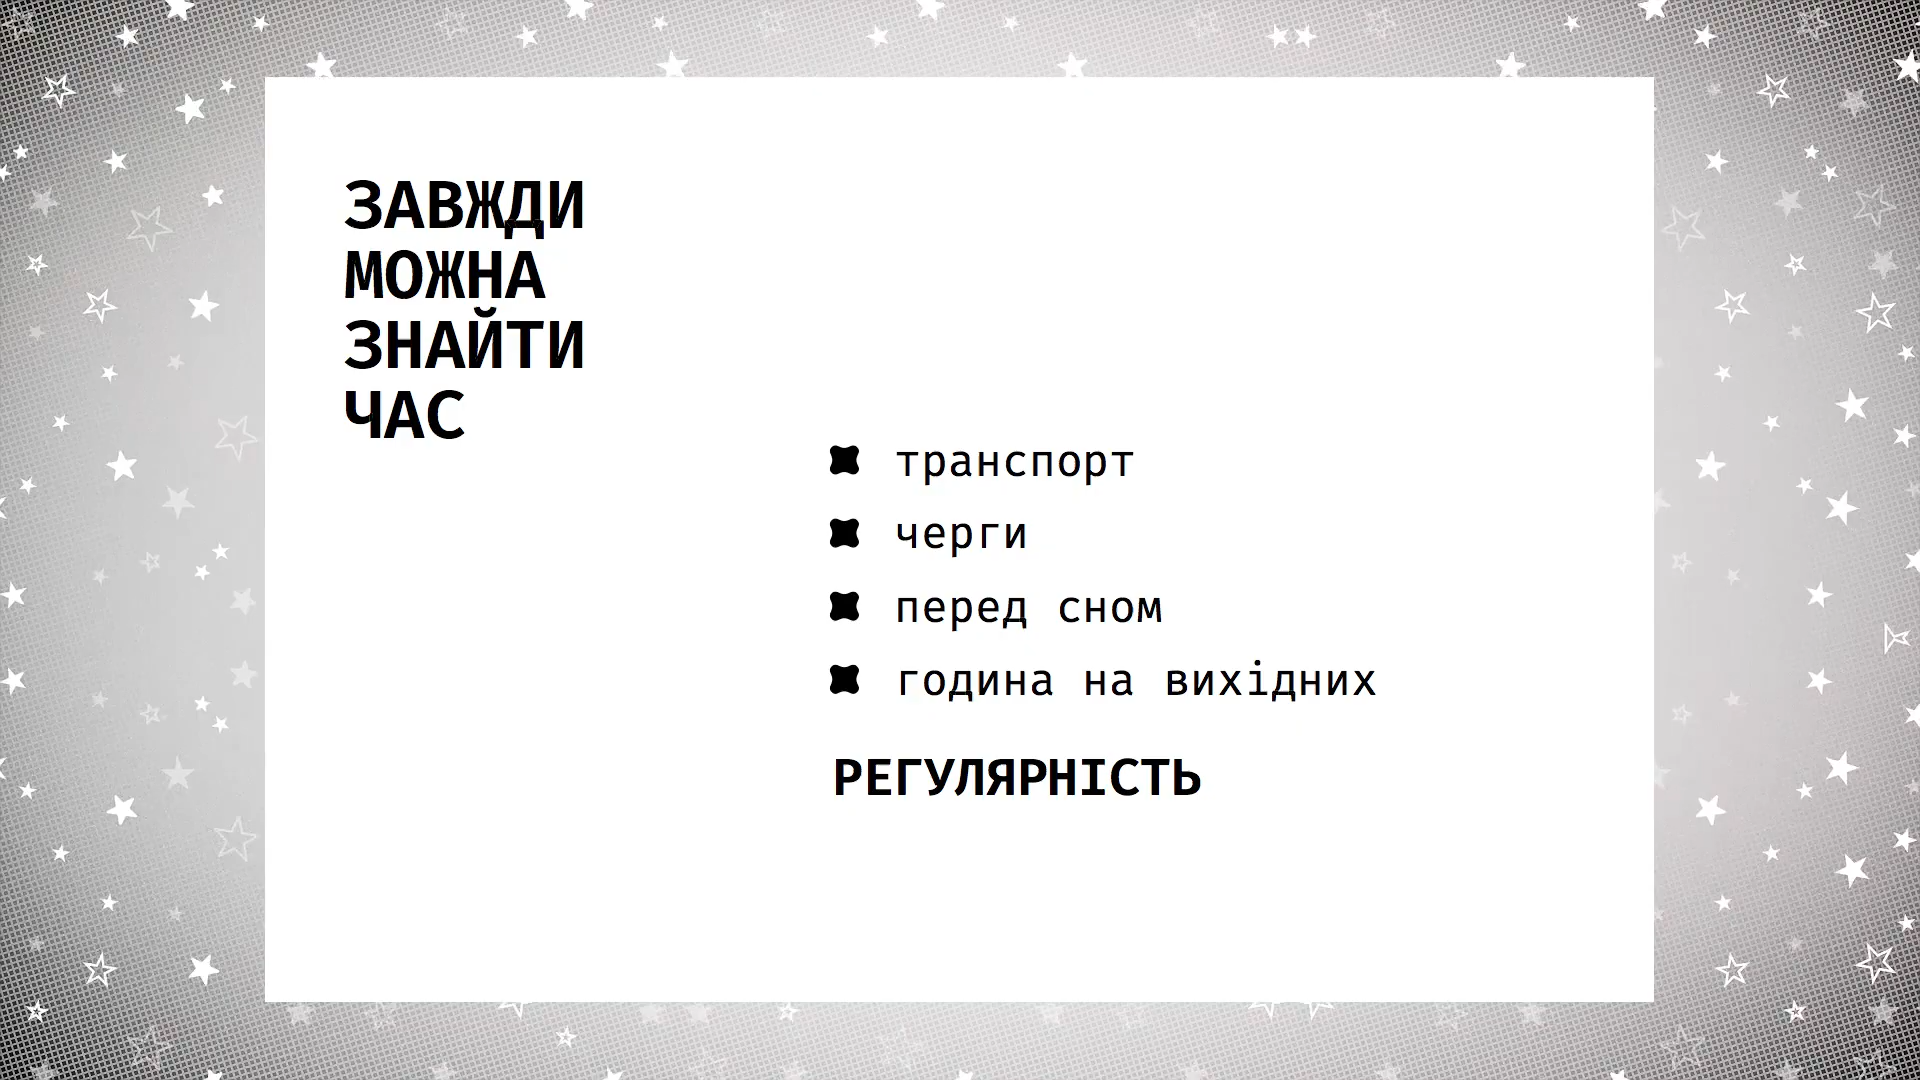 ЗАВЖДИ
МОЖНА
ЗНАЙТИ
ЧАС
транспорт
черги
перед сном
година на вихідних
РЕГУЛЯРНІСТЬ